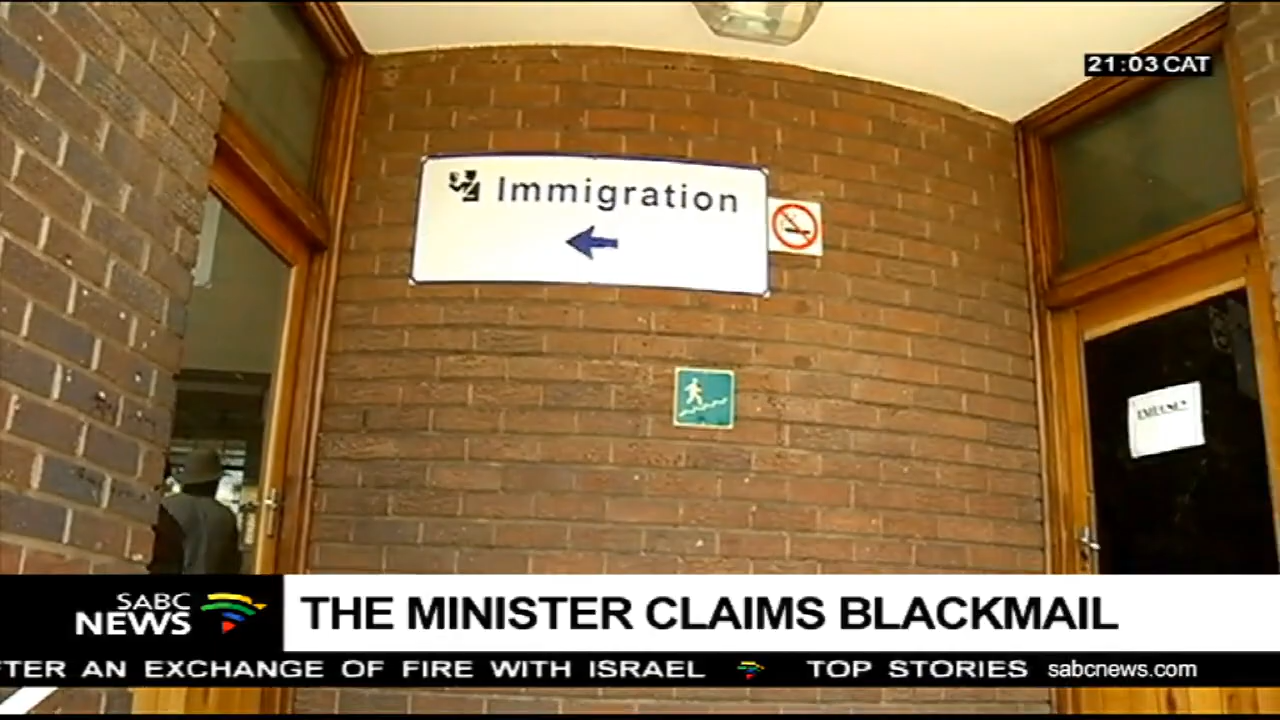 21:03 CAT
Immigration
SABC
NEWS
THE MINISTER CLAIMS BLACKMAIL
FTER AN EXCHANGE OF FIRE WITH ISRAEL TOP STORIES sabcnews.com